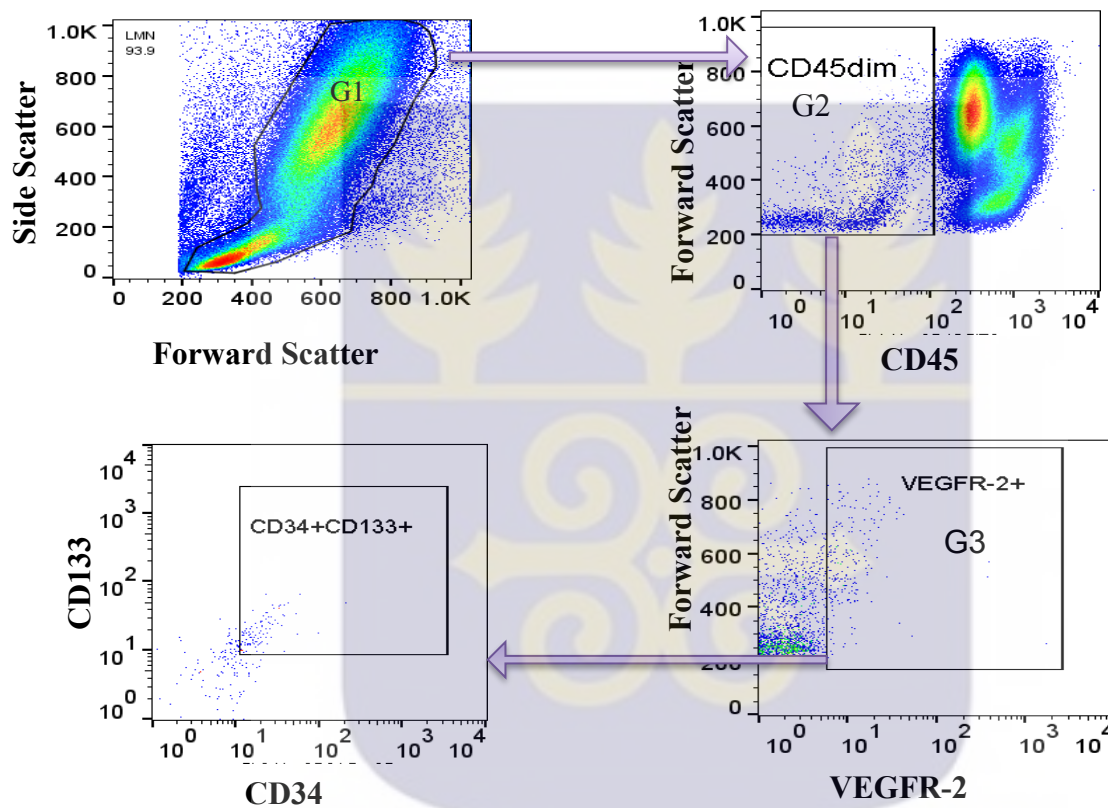 1.0K
800
600
400
200
0
LMN
93.9
G1
Side Scatter
0 200 400 600 800 1.0K
Forward Scatter
1.0K
800
600
400
200
0
CD45dim
G2
Forward Scatter
10^0 10^1 10^2 10^3 10^4
CD45
10^4
10^3
10^2
10^1
10^0
CD34+CD133+
CD133
10^0 10^1 10^2 10^3 10^4
CD34
1.0K
800
600
400
200
0
VEGFR-2+
G3
Forward Scatter
10^0 10^1 10^2 10^3 10^4
VEGFR-2